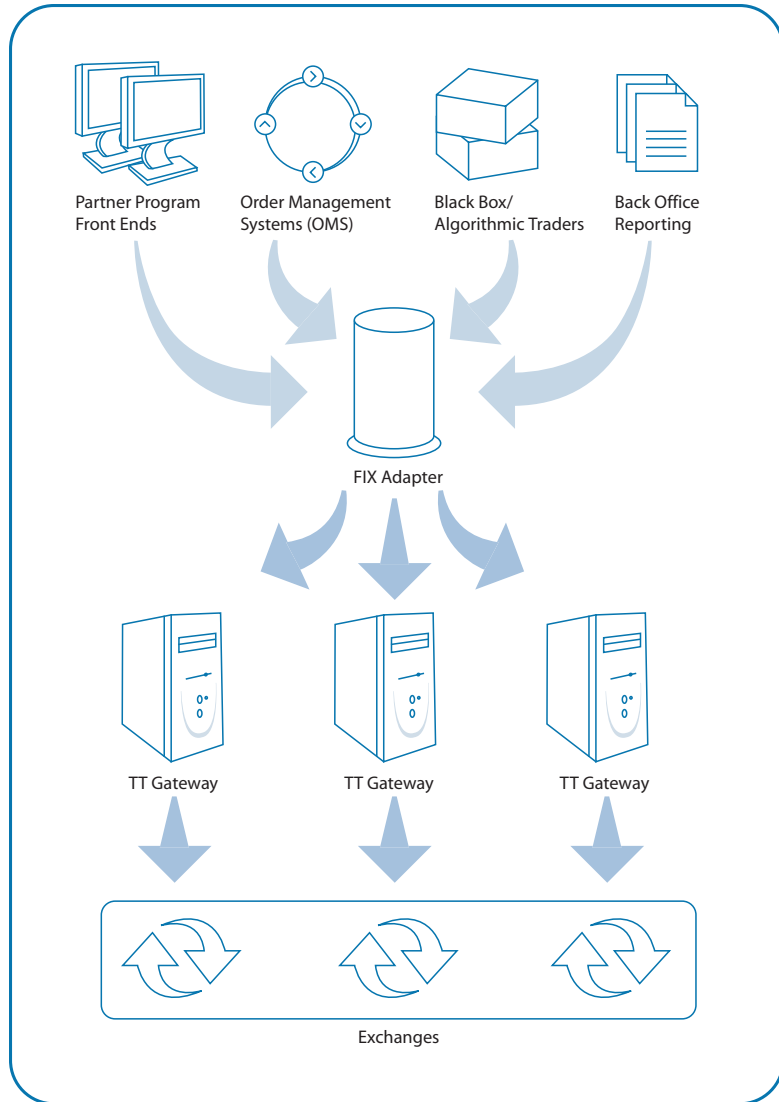 Partner Program
Front Ends
Order Management
Systems (OMS)
Black Box/
Algorithmic Traders
Back Office
Reporting
FIX Adapter
TT Gateway
TT Gateway
TT Gateway
Exchanges